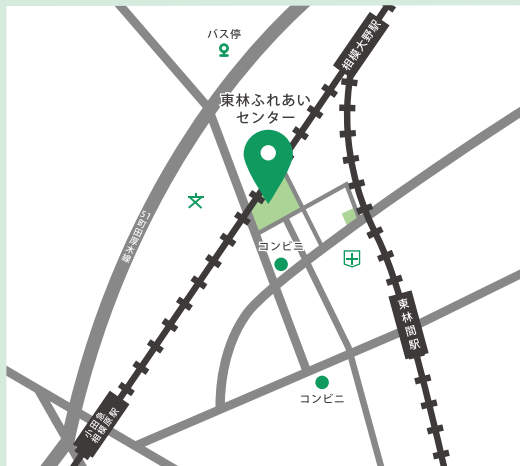 相模大野駅
バス停
東林ふれあい
センター
51町田厚木線
コンビニ
東林間駅
コンビニ
小田急
相模原駅